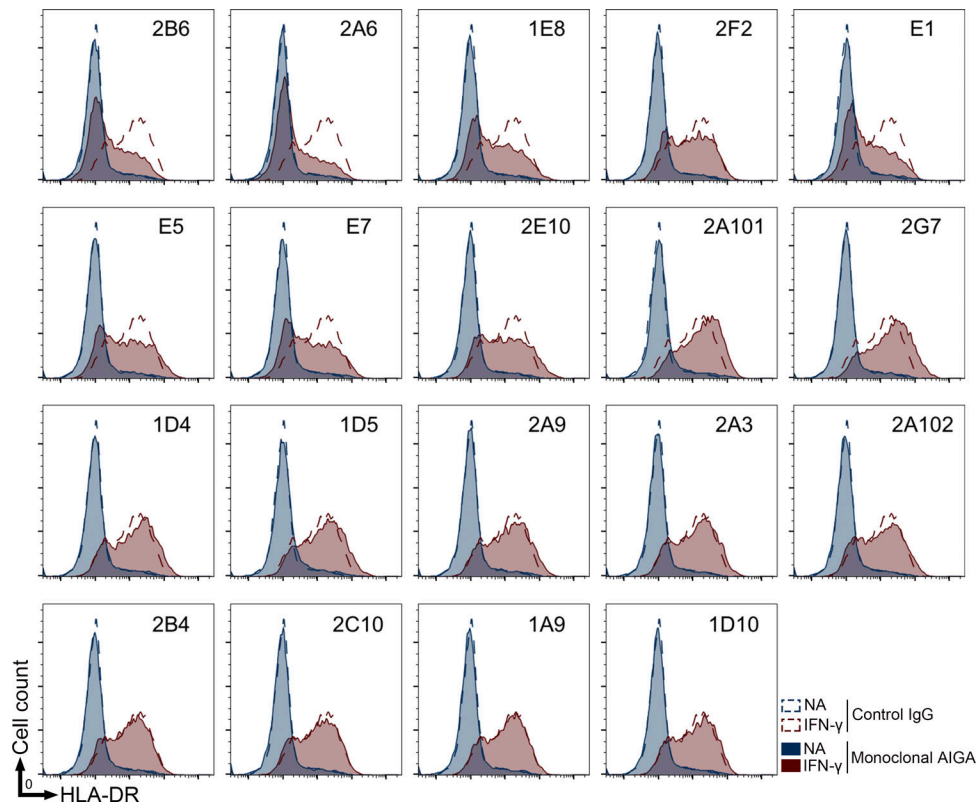 2B6 2A6 1E8 2F2 E1
E5 E7 2E10 2A101 2G7
1D4 1D5 2A9 2A3 2A102
2B4 2C10 1A9 1D10
Cell count
0
HLA-DR
NA
IFN-γ
Control IgG
NA
IFN-γ
Monoclonal AIGA